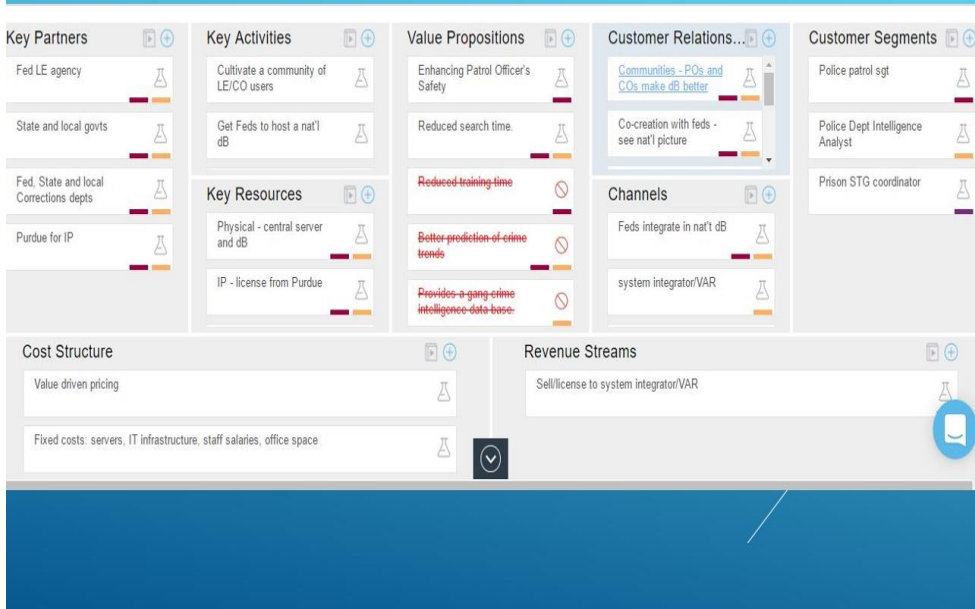 Key Partners
Fed LE agency
State and local govts
Fed, State and local
Corrections depts
Purdue for IP
Key Activities
Cultivate a community of
LE/CO users
Get Feds to host a nat'l
dB
Key Resources
Physical - central server
and dB
IP - license from Purdue
Value Propositions
Enhancing Patrol Officer's
Safety
Reduced search time.
Reduced training time
Better prediction of crime
trends
Provides a gang crime
intelligence data base.
Customer Relations...
Communities - POs and
COs make dB better
Co-creation with feds -
see nat'l picture
Channels
Feds integrate in nat't dB
system integrator/VAR
Customer Segments
Police patrol sgt
Police Dept Intelligence
Analyst
Prison STG coordinator
Cost Structure
Value driven pricing
Fixed costs: servers, IT infrastructure, staff salaries, office space
Revenue Streams
Sell/license to system integrator/VAR